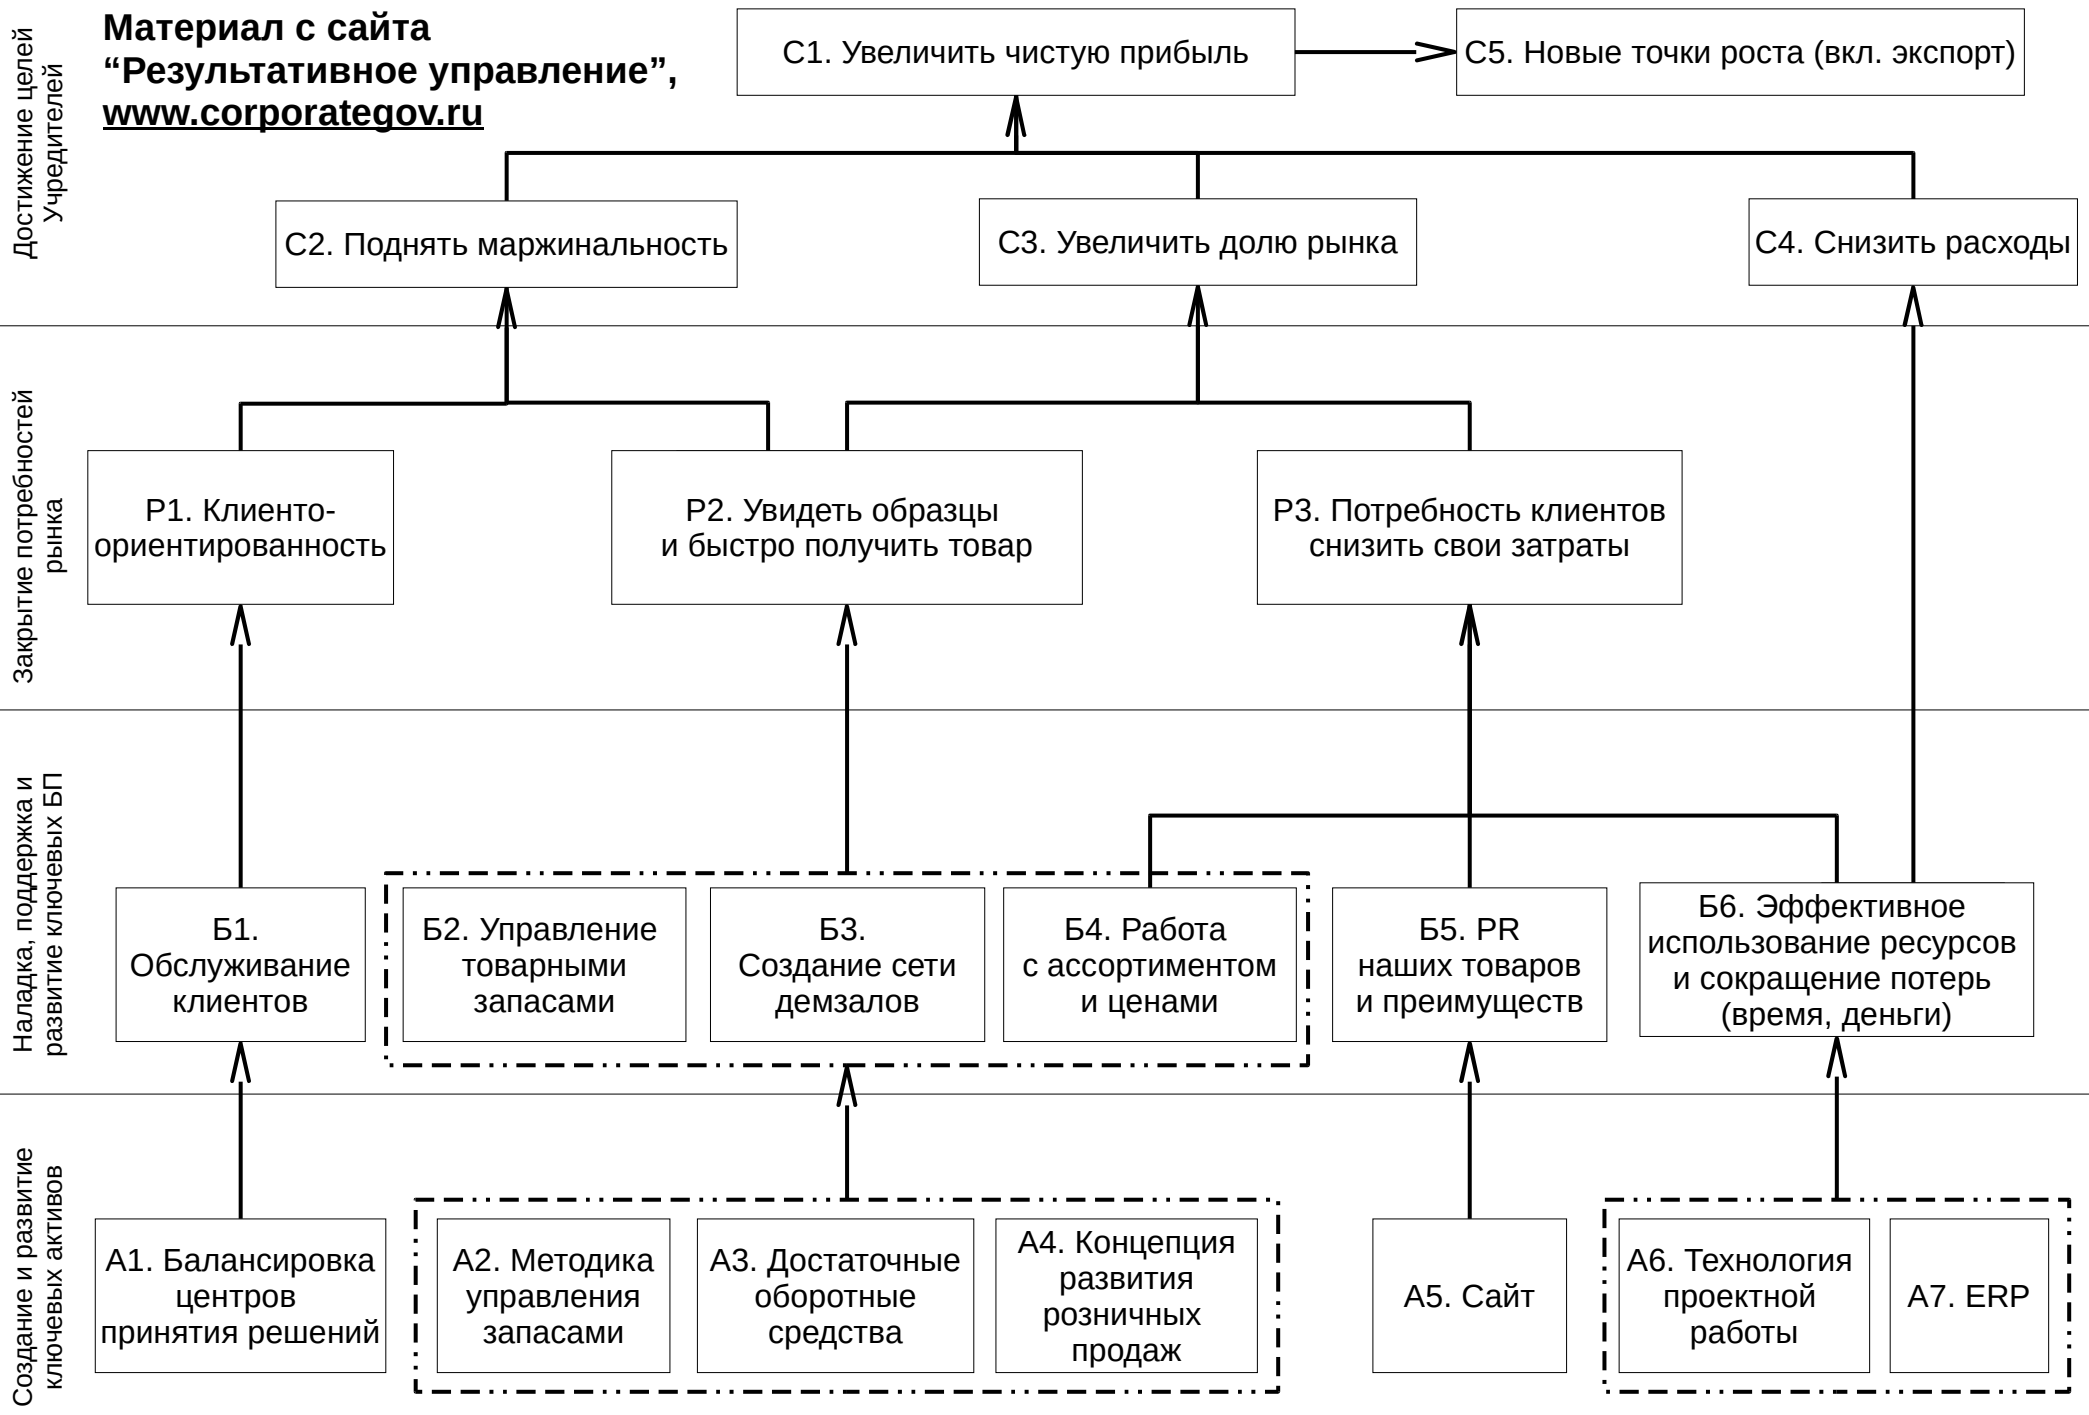 Материал с сайта
“Результативное управление”,
www.corporategov.ru
Достижение целей
Учредителей
С1. Увеличить чистую прибыль
С5. Новые точки роста (вкл. экспорт)
С2. Поднять маржинальность
С3. Увеличить долю рынка
С4. Снизить расходы
Закрытие потребностей
рынка
Р1. Клиенто-
ориентированность
Р2. Увидеть образцы
и быстро получить товар
Р3. Потребность клиентов
снизить свои затраты
Наладка, поддержка и
развитие ключевых БП
Б1.
Обслуживание
клиентов
Б2. Управление
товарными
запасами
Б3.
Создание сети
демзалов
Б4. Работа
с ассортиментом
и ценами
Б5. PR
наших товаров
и преимуществ
Б6. Эффективное
использование ресурсов
и сокращение потерь
(время, деньги)
Создание и развитие
ключевых активов
А1. Балансировка
центров
принятия решений
А2. Методика
управления
запасами
А3. Достаточные
оборотные
средства
А4. Концепция
развития
розничных
продаж
А5. Сайт
А6. Технология
проектной
работы
А7. ERP